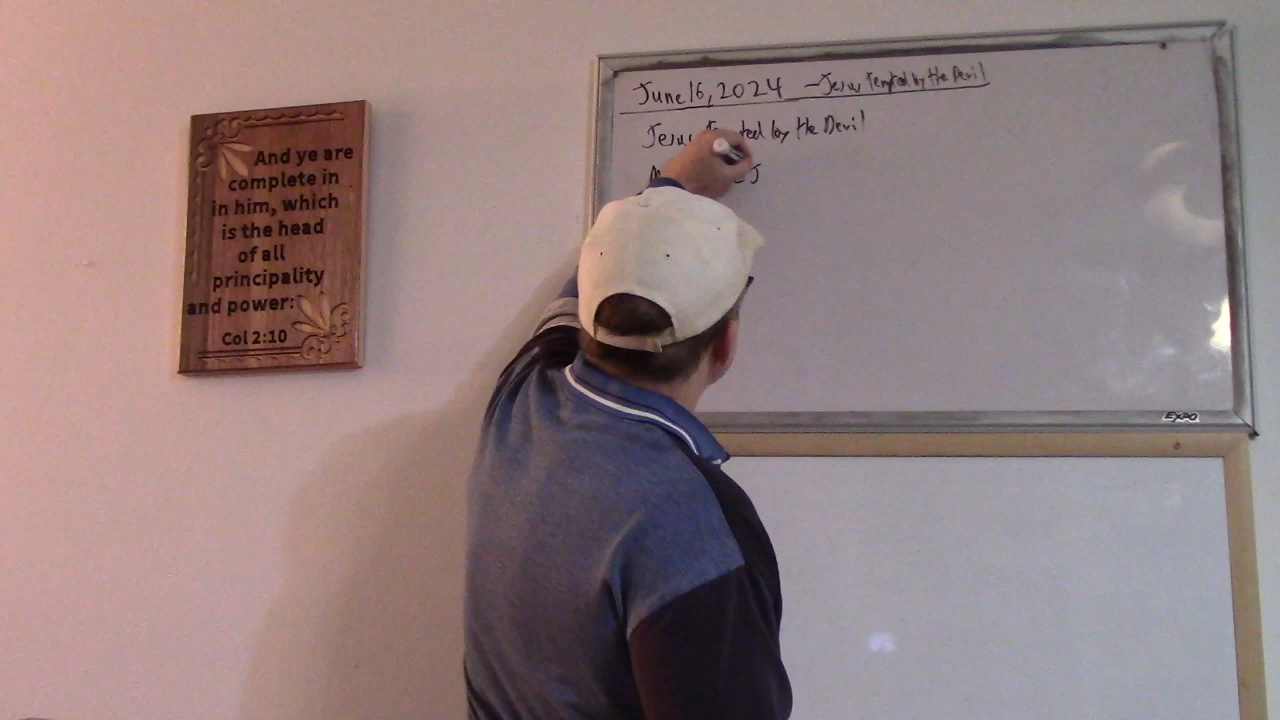 And ye are
complete in
in him, which
is the head
of all
principality
and power:
Col 2:10
June 16, 2024 - Jesus Tempted by the Devil
Jesus by the Devil
EXPO